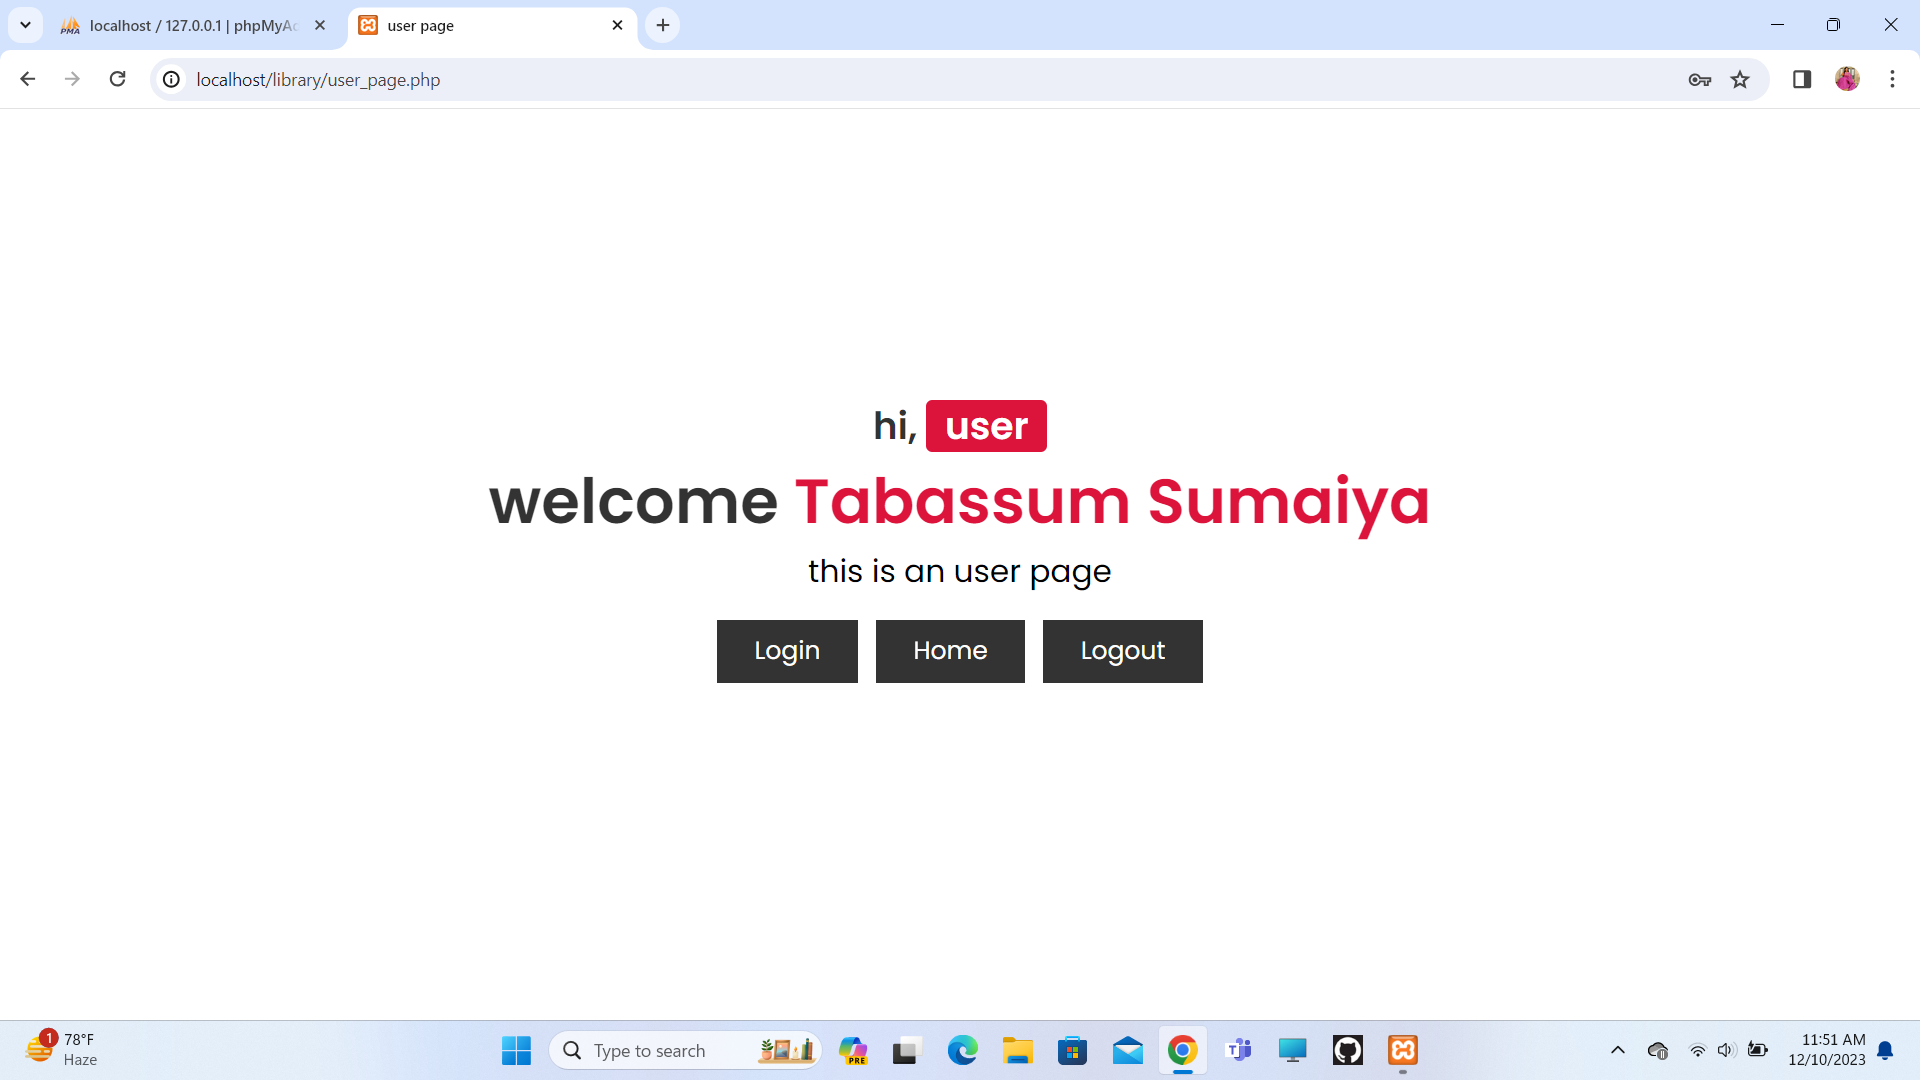 localhost / 127.0.0.1 | phpMyAc
user page
localhost/library/user_page.php
hi, user
welcome Tabassum Sumaiya
this is an user page
Login Home Logout
1
78°F
Haze
Type to search
PRE
11:51 AM
12/10/2023